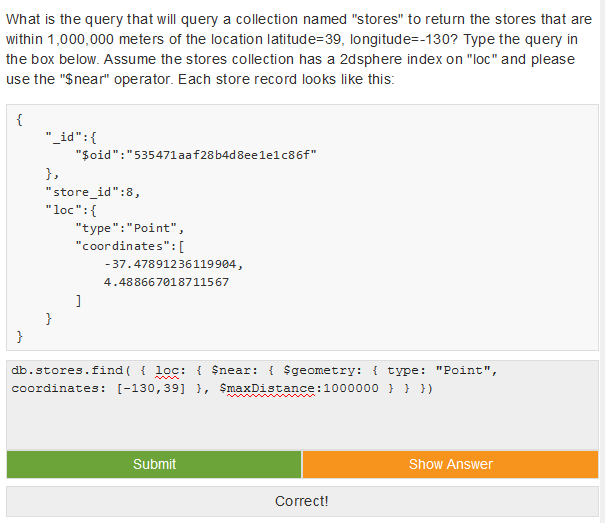 What is the query that will query a collection named "stores" to return the stores that are
within 1,000,000 meters of the location latitude=39, longitude=-130? Type the query in
the box below. Assume the stores collection has a 2dsphere index on "loc" and please
use the "$near" operator. Each store record looks like this:
{
"_id":{
"$oid":"535471aaf28b4d8ee1e1c86f"
},
"store_id":8,
"loc":{
"type":"Point",
"coordinates":[
-37.47891236119904,
4.488667018711567
]
}
}
db.stores.find( { loc: { $near: { $geometry: { type: "Point",
coordinates: [-130,39] }, $maxDistance:1000000 } } })
Submit
Show Answer
Correct!